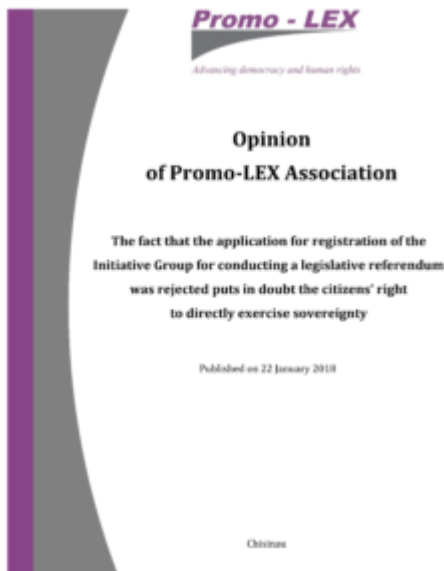 Promo - LEX
Advancing democracy and human rights
Opinion
of Promo-LEX Association
The fact that the application for registration of the
Initiative Group for conducting a legislative referendum
was rejected puts in doubt the citizens' right
to directly exercise sovereignty
Published on 22 January 2018
Chisinau